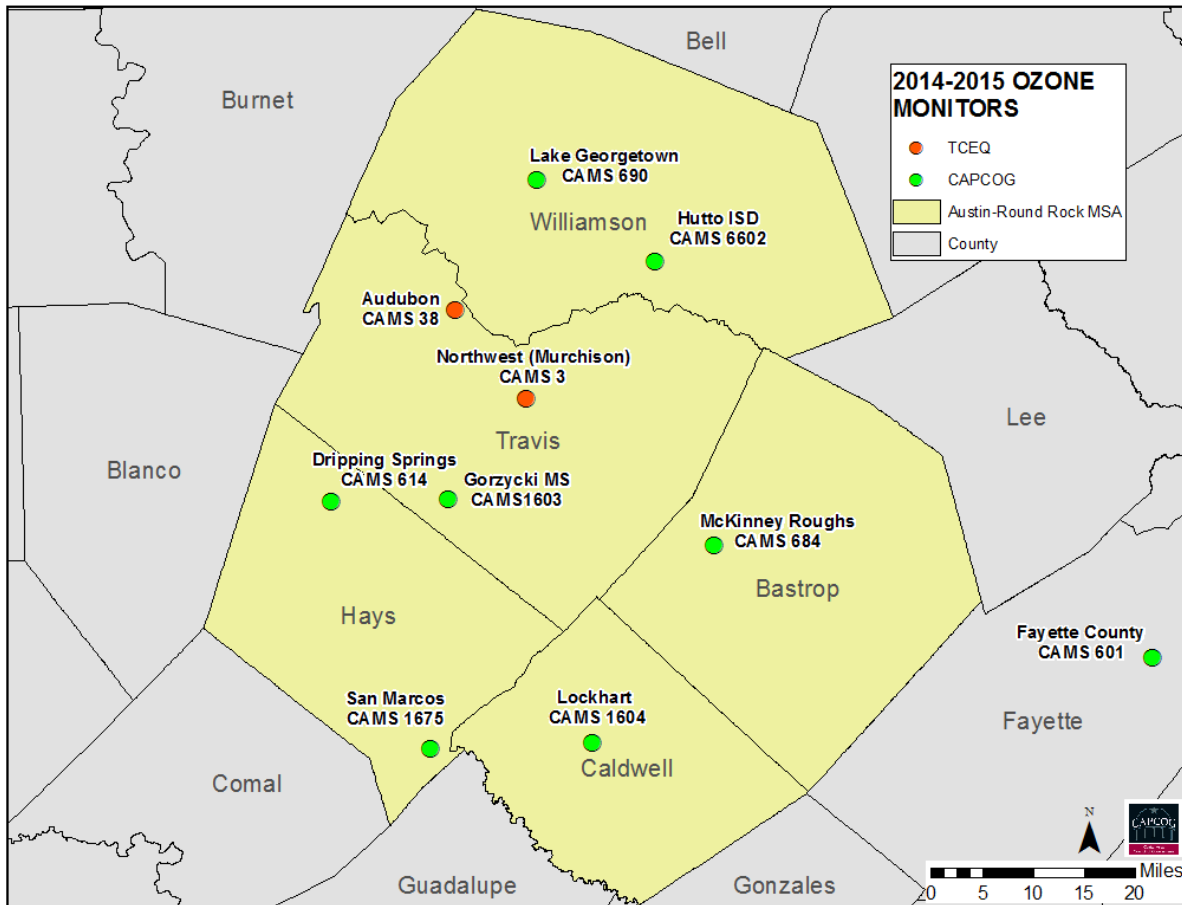 Bell
Burnet
2014-2015 OZONE
MONITORS
TCEQ
CAPCOG
Austin-Round Rock MSA
County
Lake Georgetown
CAMS 690
Williamson
Hutto ISD
CAMS 6602
Audubon
CAMS 38
Northwest (Murchison)
CAMS 3
Travis
Lee
Blanco
Dripping Springs
CAMS 614
Gorzycki MS
CAMS1603
McKinney Roughs
CAMS 684
Bastrop
Hays
Fayette County
CAMS 601
San Marcos
CAMS 1675
Lockhart
CAMS 1604
Fayette
Caldwell
Comal
N
CAPCOG
Miles
0 5 10 15 20
Guadalupe
Gonzales